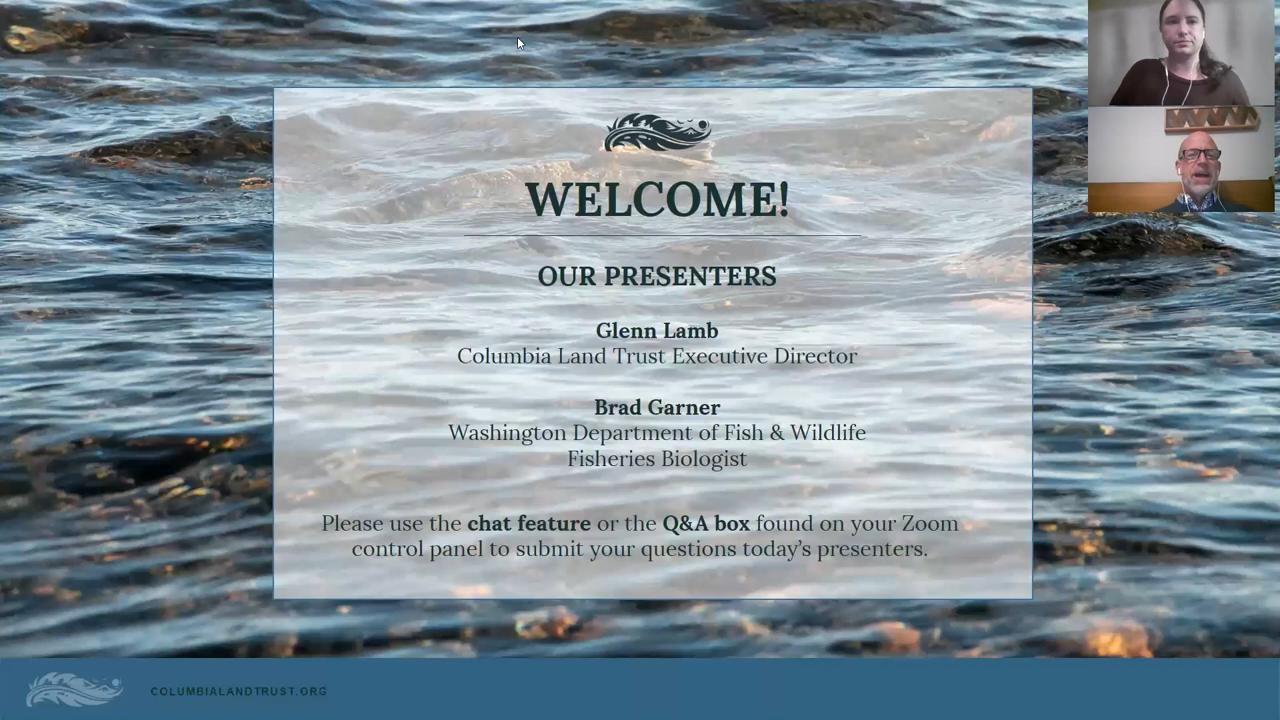 WELCOME!
OUR PRESENTERS
Glenn Lamb
Columbia Land Trust Executive Director
Brad Garner
Washington Department of Fish & Wildlife
Fisheries Biologist
Please use the chat feature or the Q&A box found on your Zoom
control panel to submit your questions today’s presenters.
COLUMBIALANDTRUST.ORG